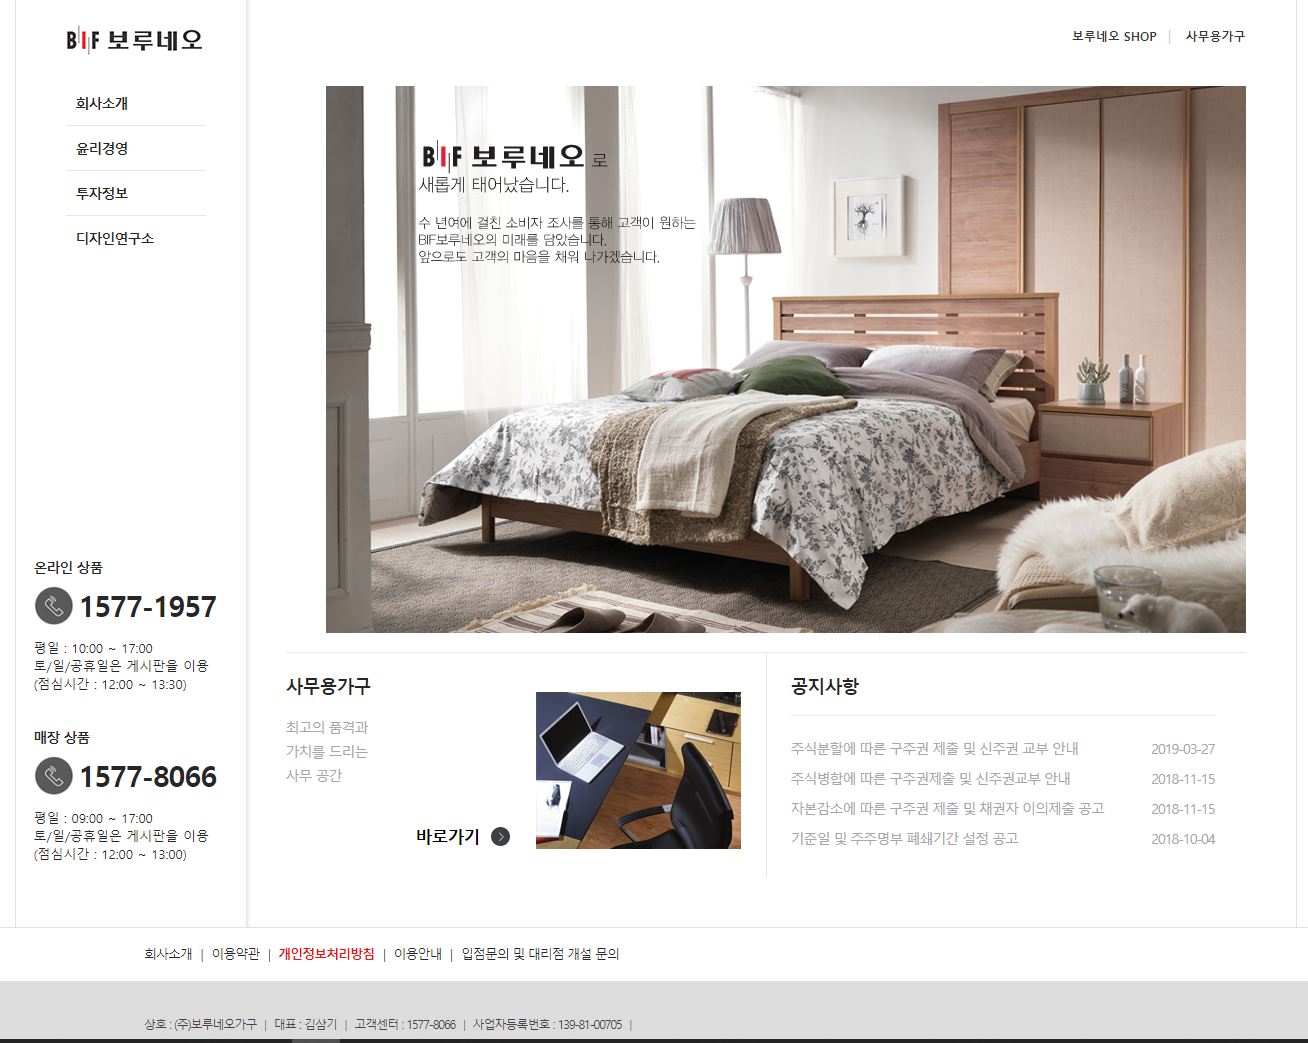 BIF 보루네오
회사소개
윤리경영
투자정보
디자인연구소
온라인 상품
1577-1957
평일 : 10:00 ~ 17:00
토/일/공휴일은 게시판을 이용
(점심시간 : 12:00 ~ 13:30)
매장 상품
1577-8066
평일 : 09:00 ~ 17:00
토/일/공휴일은 게시판을 이용
(점심시간 : 12:00 ~ 13:00)
보루네오 SHOP | 사무용가구
BIF 보루네오 로
새롭게 태어났습니다.
수 년여에 걸친 소비자 조사를 통해 고객이 원하는
BIF보루네오의 미래를 담았습니다.
앞으로도 고객의 마음을 채워 나가겠습니다.
사무용가구
최고의 품격과
가치를 드리는
사무 공간
바로가기
공지사항
주식분할에 따른 구주권 제출 및 신주권 교부 안내 2019-03-27
주식병합에 따른 구주권제출 및 신주권교부 안내 2018-11-15
자본감소에 따른 구주권 제출 및 채권자 이의제출 공고 2018-11-15
기준일 및 주주명부 폐쇄기간 설정 공고 2018-10-04
회사소개 | 이용약관 | 개인정보처리방침 | 이용안내 | 입점문의 및 대리점 개설 문의
상호 : (주)보루네오가구 | 대표 : 김삼기 | 고객센터 : 1577-8066 | 사업자등록번호 : 139-81-00705 |